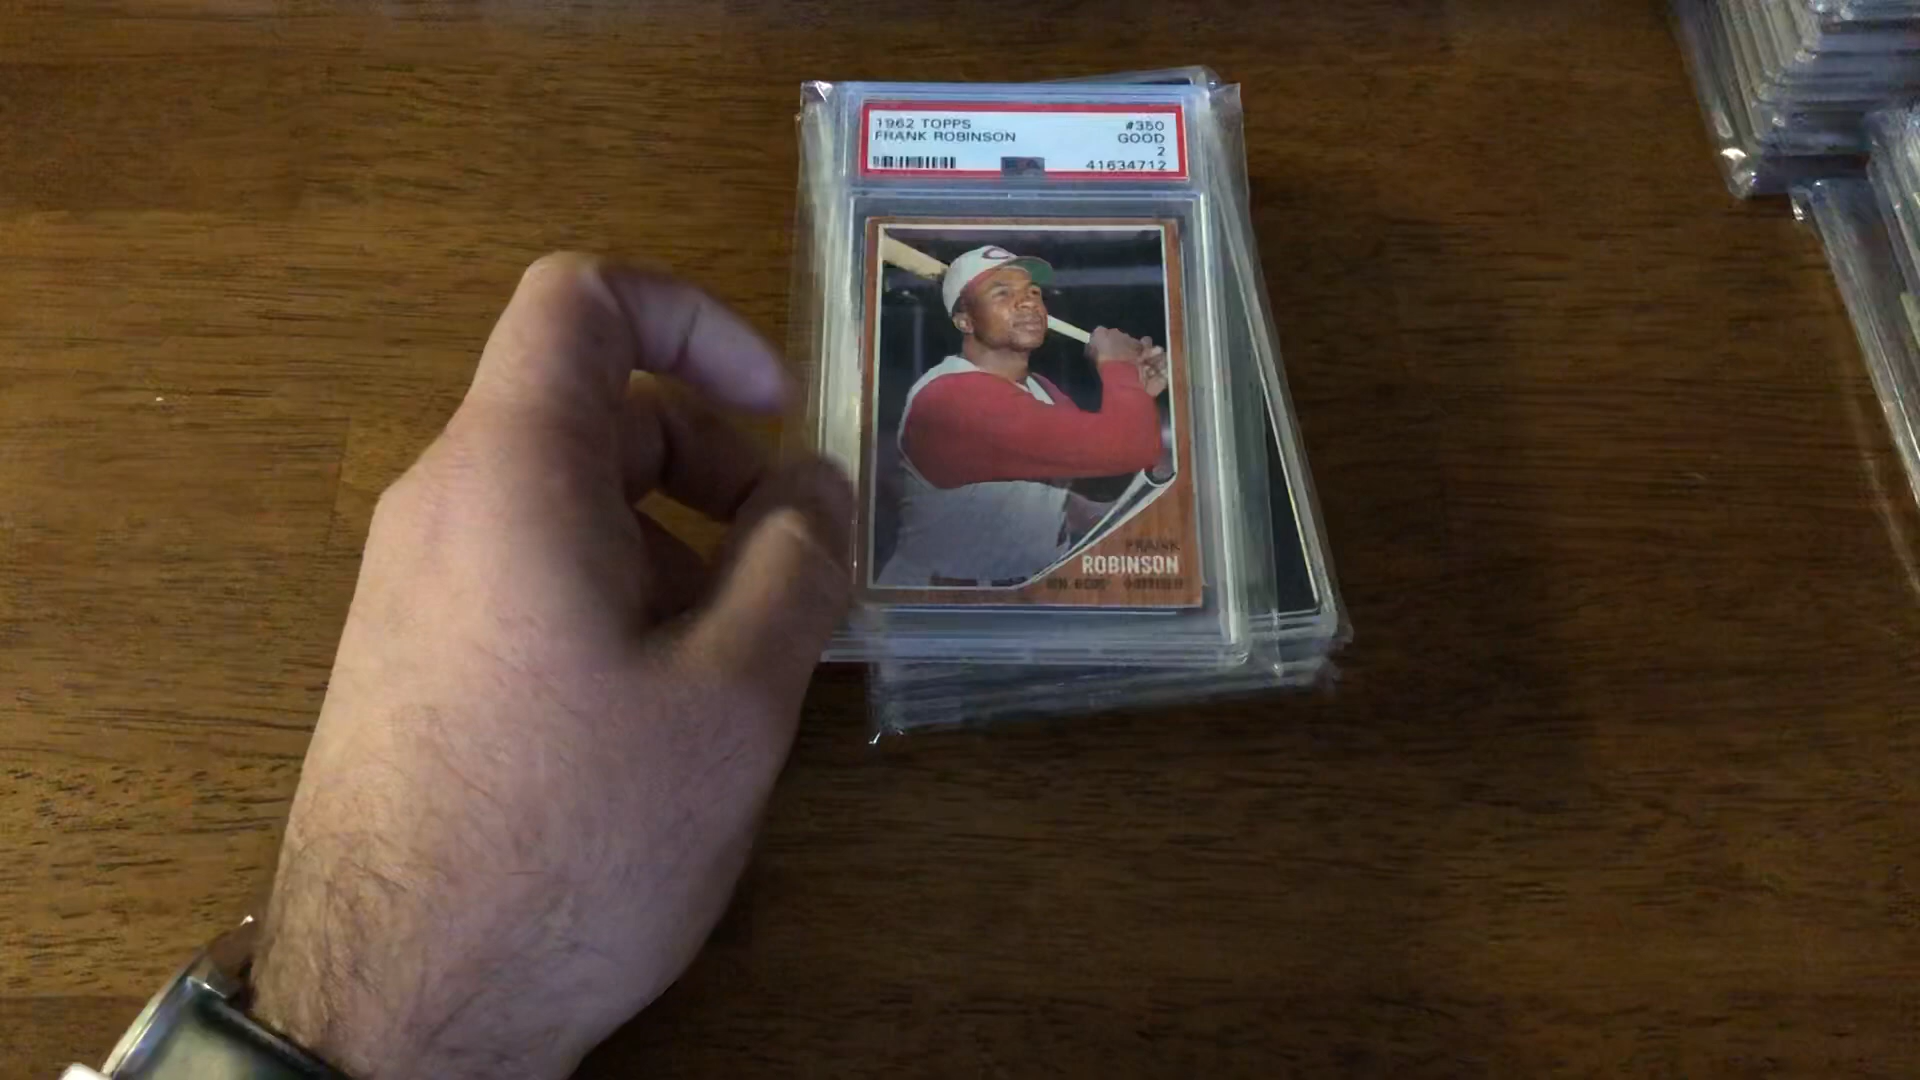 1962 TOPPS #350
FRANK ROBINSON GOOD
2
41634712
FRANK
ROBINSON